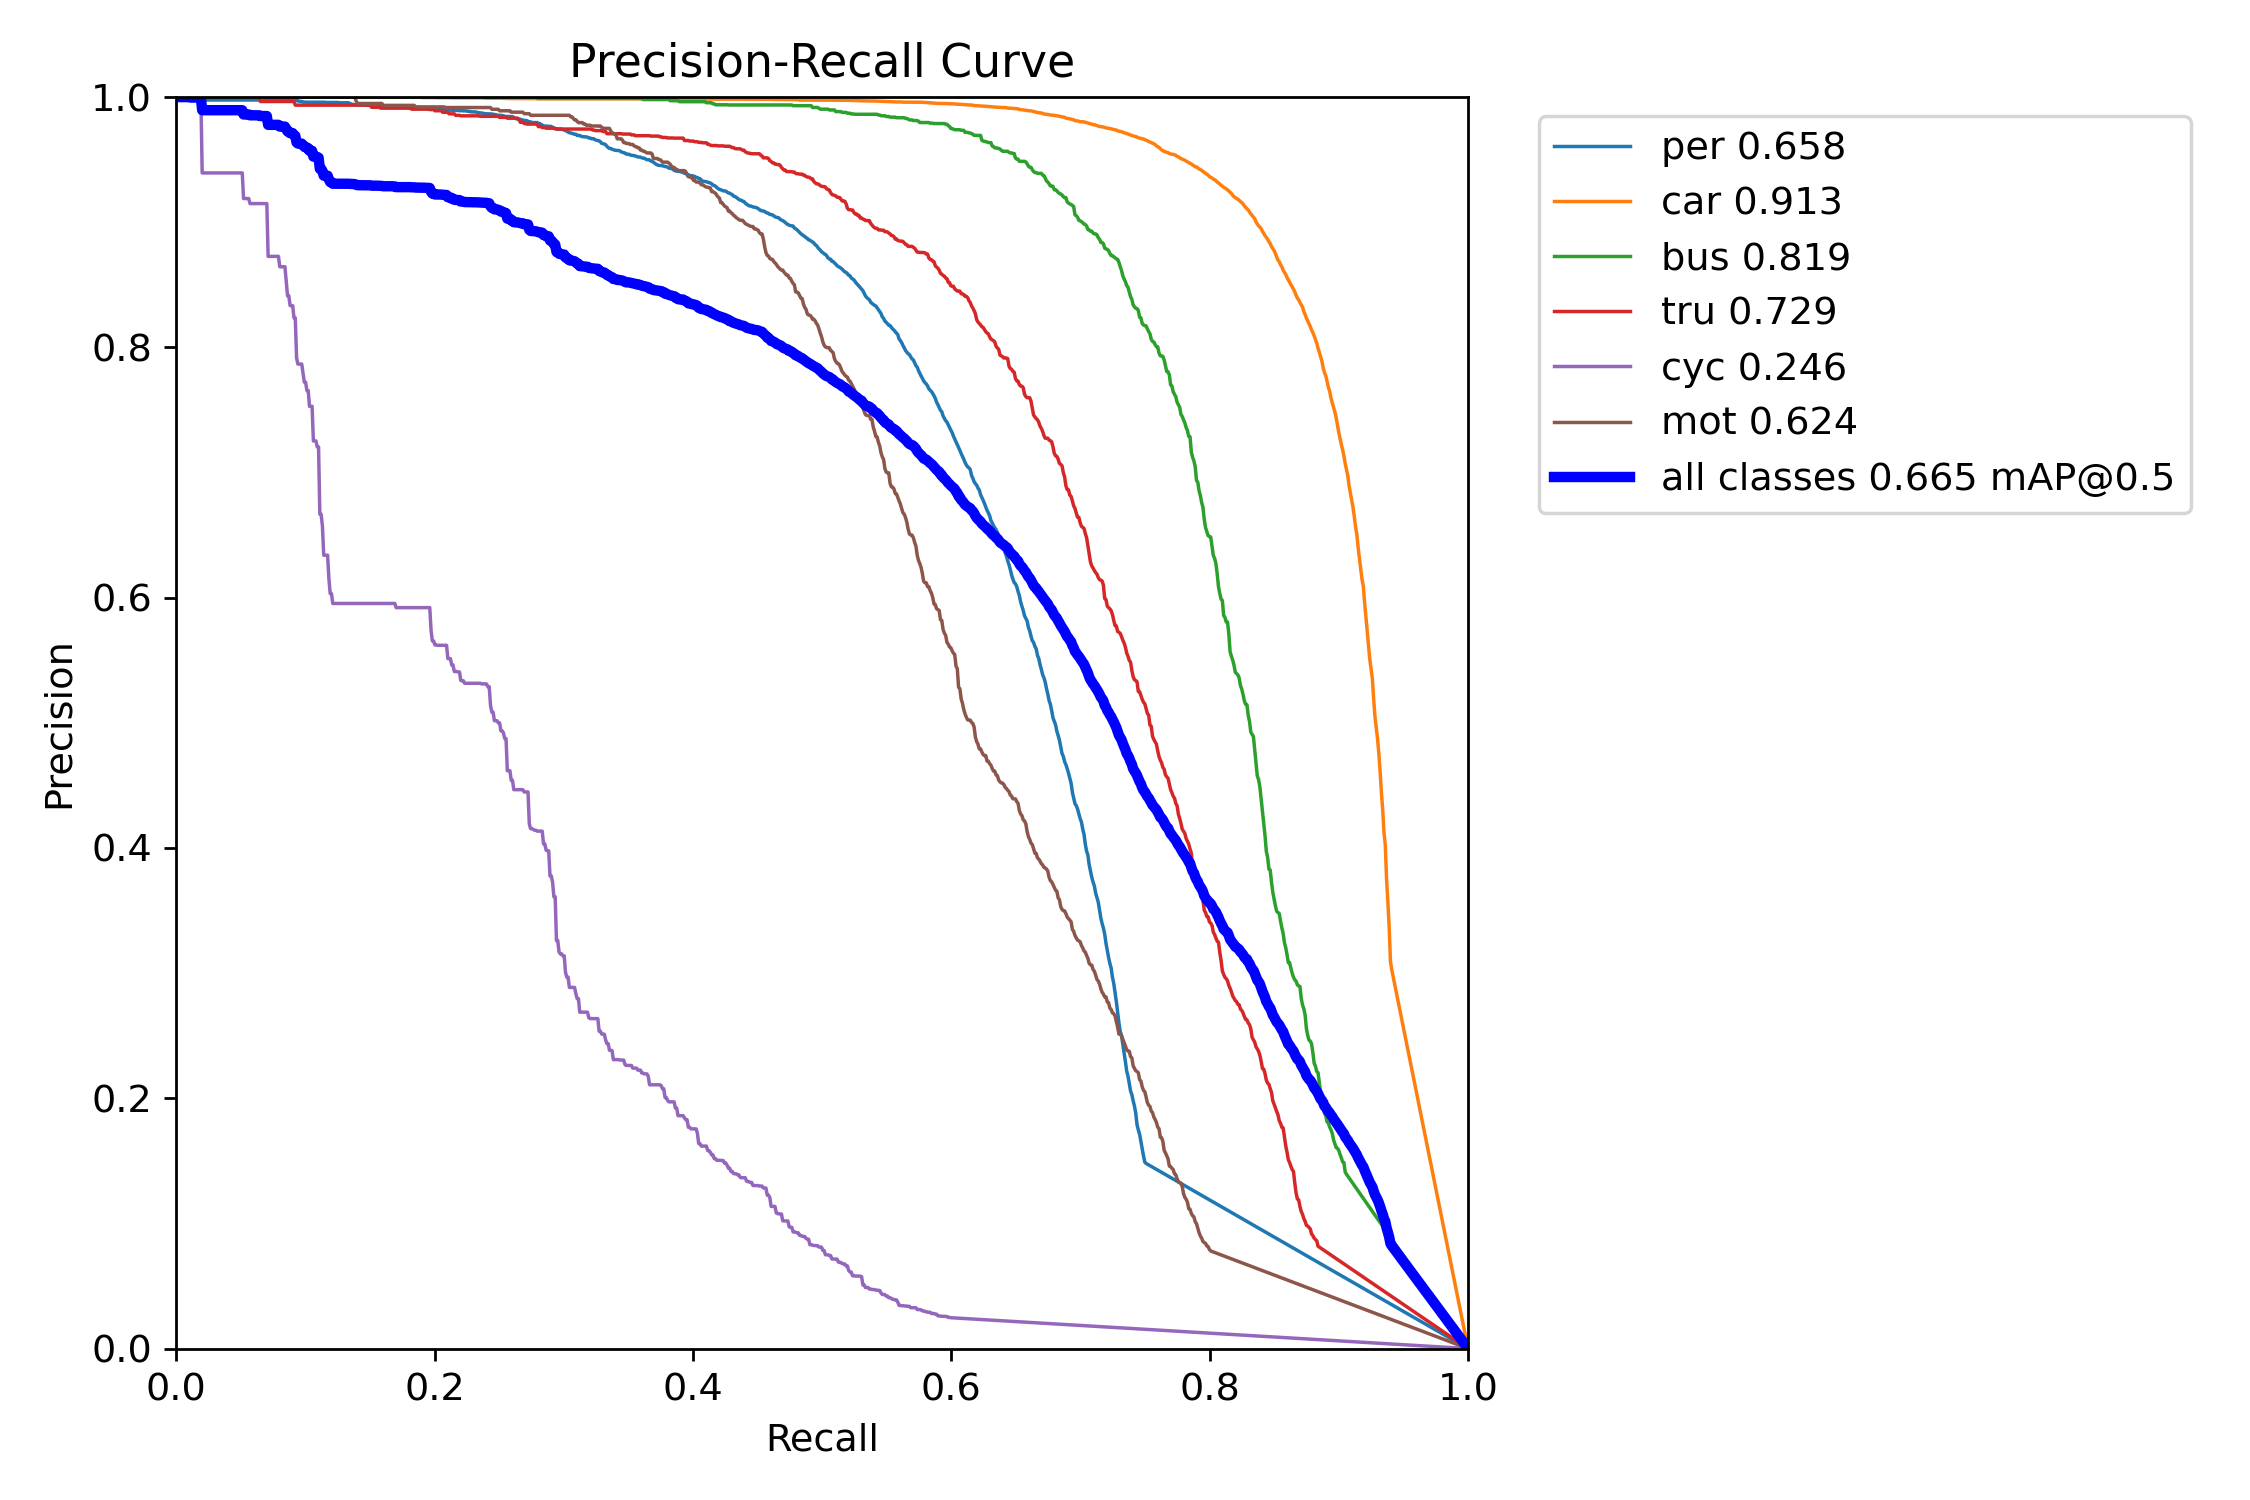 Precision-Recall Curve
1.0
0.8
0.6
0.4
0.2
0.0
Precision
0.0 0.2 0.4 0.6 0.8 1.0
Recall
per 0.658
car 0.913
bus 0.819
tru 0.729
cyc 0.246
mot 0.624
all classes 0.665 mAP@0.5